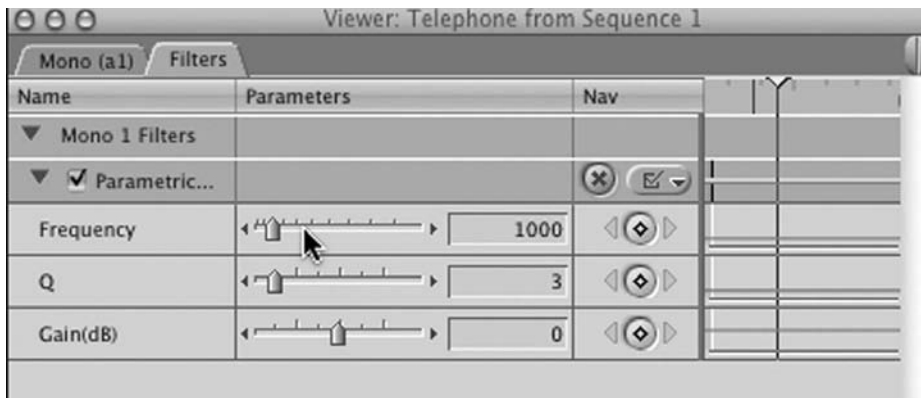 Viewer: Telephone from Sequence 1
Mono (a1) Filters
Name Parameters Nav
Mono 1 Filters
Parametric...
Frequency 1000
Q 3
Gain(dB) 0